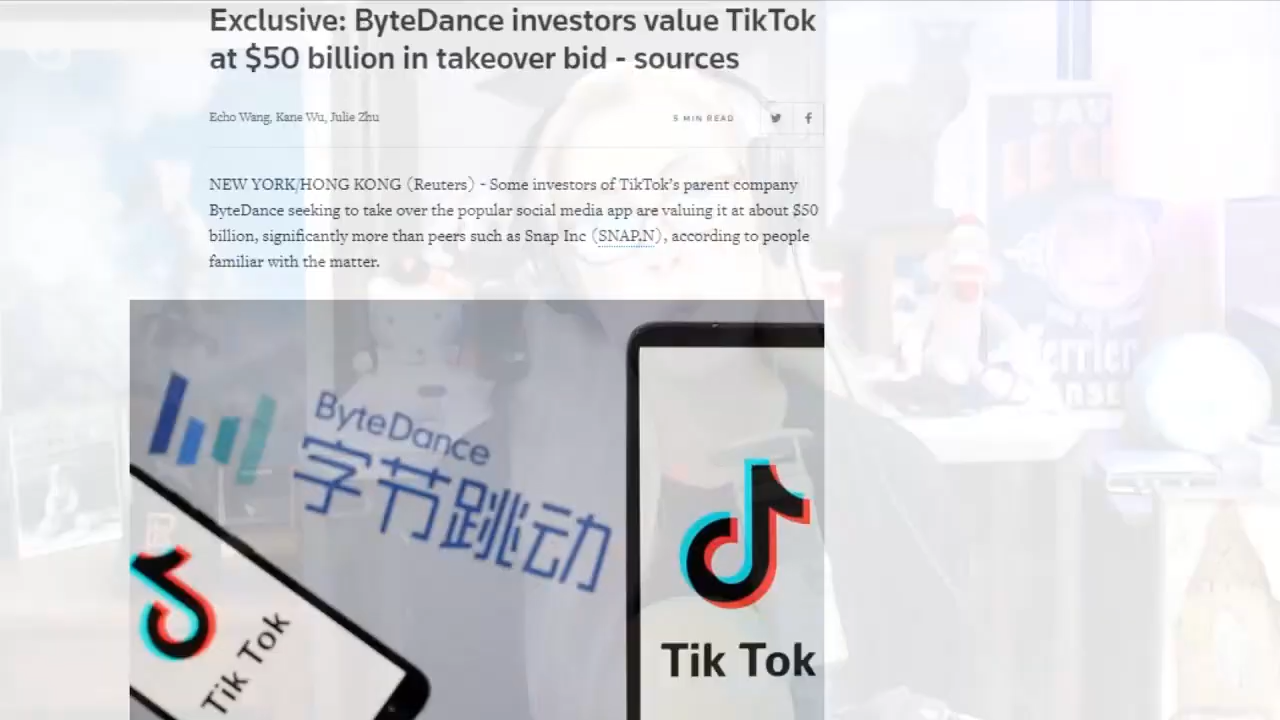 Exclusive: ByteDance investors value TikTok
at $50 billion in takeover bid - sources
Echo Wang, Kane Wu, Julie Zhu
5 MIN READ
NEW YORK/HONG KONG (Reuters) - Some investors of TikTok's parent company
ByteDance seeking to take over the popular social media app are valuing it at about $50
billion, significantly more than peers such as Snap Inc (SNAP.N), according to people
familiar with the matter.
ByteDance
字节跳动
Tik Tok
Tik Tok